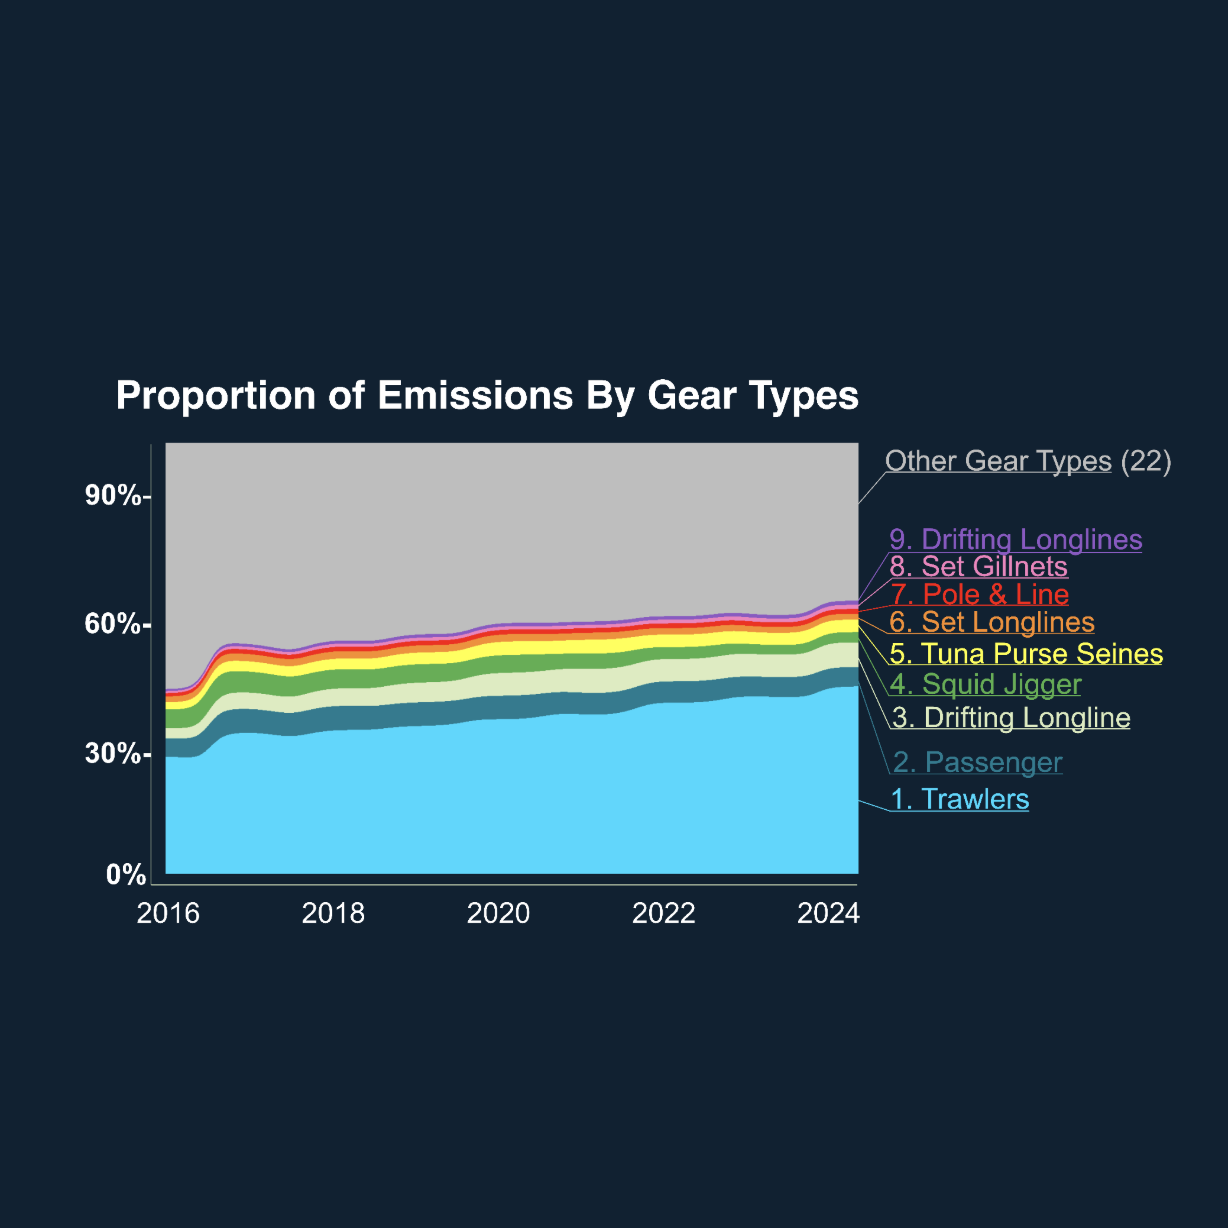 Proportion of Emissions By Gear Types
90%
60%
30%
0%
Other Gear Types (22)
9. Drifting Longlines
8. Set Gillnets
7. Pole & Line
6. Set Longlines
5. Tuna Purse Seines
4. Squid Jigger
3. Drifting Longline
2. Passenger
1. Trawlers
2016 2018 2020 2022 2024